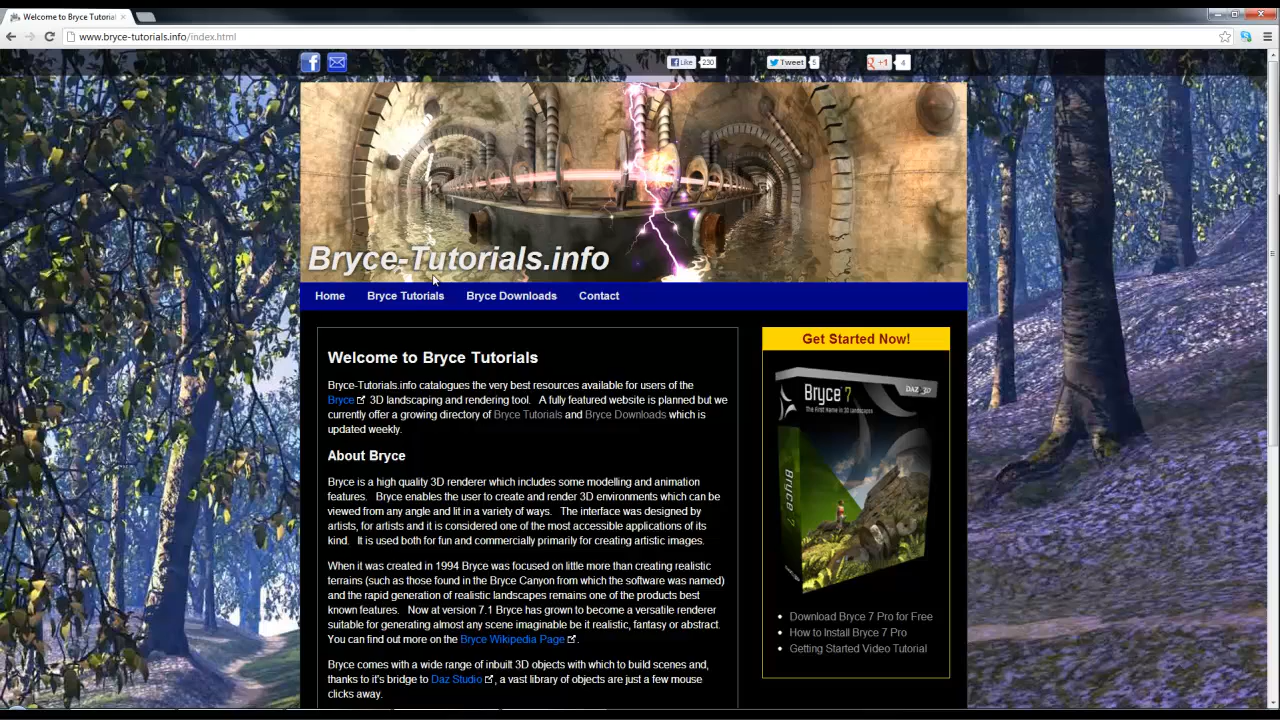 Welcome to Bryce Tutorial
www.bryce-tutorials.info/index.html
Like 230
Tweet 5
+1 4
Bryce-Tutorials.info
Home Bryce Tutorials Bryce Downloads Contact
Welcome to Bryce Tutorials
Bryce-Tutorials.info catalogues the very best resources available for users of the
Bryce 3D landscaping and rendering tool. A fully featured website is planned but we
currently offer a growing directory of Bryce Tutorials and Bryce Downloads which is
updated weekly.
About Bryce
Bryce is a high quality 3D renderer which includes some modelling and animation
features. Bryce enables the user to create and render 3D environments which can be
viewed from any angle and lit in a variety of ways. The interface was designed by
artists, for artists and it is considered one of the most accessible applications of its
kind. It is used both for fun and commercially primarily for creating artistic images.
When it was created in 1994 Bryce was focused on little more than creating realistic
terrains (such as those found in the Bryce Canyon from which the software was named)
and the rapid generation of realistic landscapes remains one of the products best
known features. Now at version 7.1 Bryce has grown to become a versatile renderer
suitable for generating almost any scene imaginable be it realistic, fantasy or abstract.
You can find out more on the Bryce Wikipedia Page.
Bryce comes with a wide range of inbuilt 3D objects with which to build scenes and,
thanks to it's bridge to Daz Studio, a vast library of objects are just a few mouse
clicks away.
Get Started Now!
Bryce 7
The First Name in 3D landscapes
DAZ 3D
Bryce 7
Download Bryce 7 Pro for Free
How to Install Bryce 7 Pro
Getting Started Video Tutorial